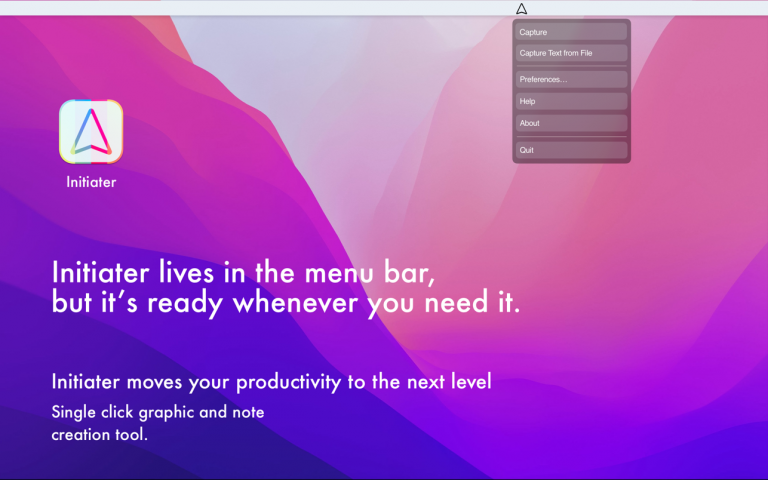 Capture
Capture Text from File
Preferences...
Help
About
Quit
Initiater
Initiater lives in the menu bar,
but it's ready whenever you need it.
Initiater moves your productivity to the next level
Single click graphic and note
creation tool.